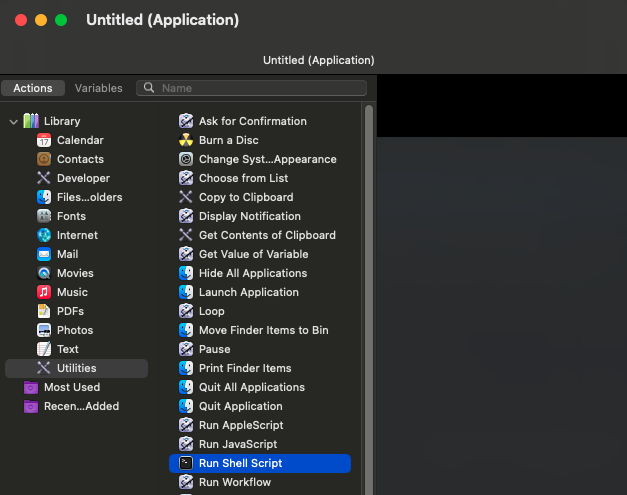 Untitled (Application)
Untitled (Application)
Actions
Variables
Name
Library
Calendar
Contacts
Developer
Files…olders
Fonts
Internet
Mail
Movies
Music
PDFs
Photos
Text
Utilities
Most Used
Recen…Added
Ask for Confirmation
Burn a Disc
Change Syst…Appearance
Choose from List
Copy to Clipboard
Display Notification
Get Contents of Clipboard
Get Value of Variable
Hide All Applications
Launch Application
Loop
Move Finder Items to Bin
Pause
Print Finder Items
Quit All Applications
Quit Application
Run AppleScript
Run JavaScript
Run Shell Script
Run Workflow